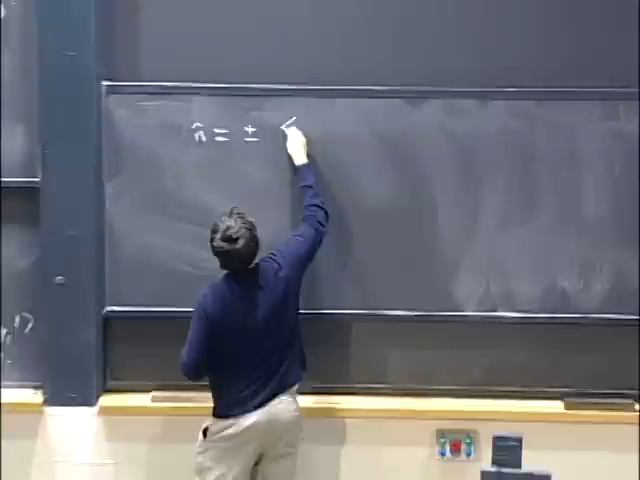 n̂ = ±